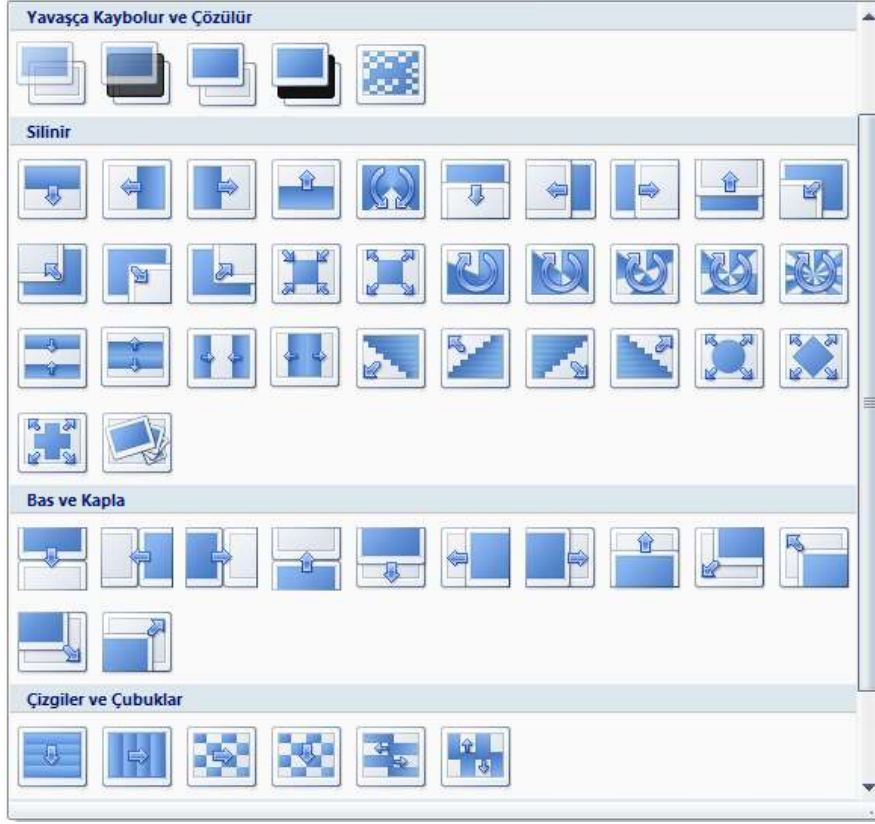 Yavaşça Kaybolur ve Çözülür
Silinir
Bas ve Kapla
Çizgiler ve Çubuklar